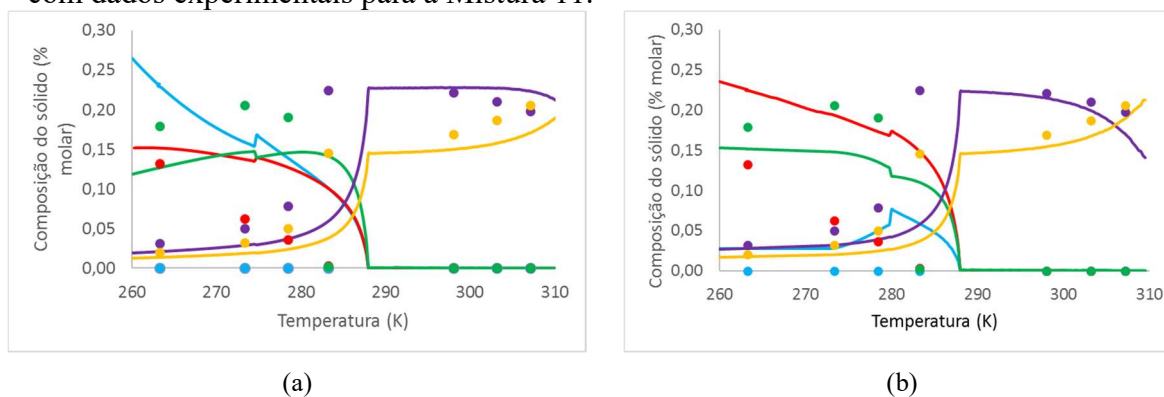 com dados experimentais para a Mistura 11.
0,30
0,25
0,20
0,15
0,10
0,05
0,00
Composição do sólido (%
molar)
260 270 280 290 300 310
Temperatura (K)
(a)
0,30
0,25
0,20
0,15
0,10
0,05
0,00
Composição do sólido (%
molar)
260 270 280 290 300 310
Temperatura (K)
(b)